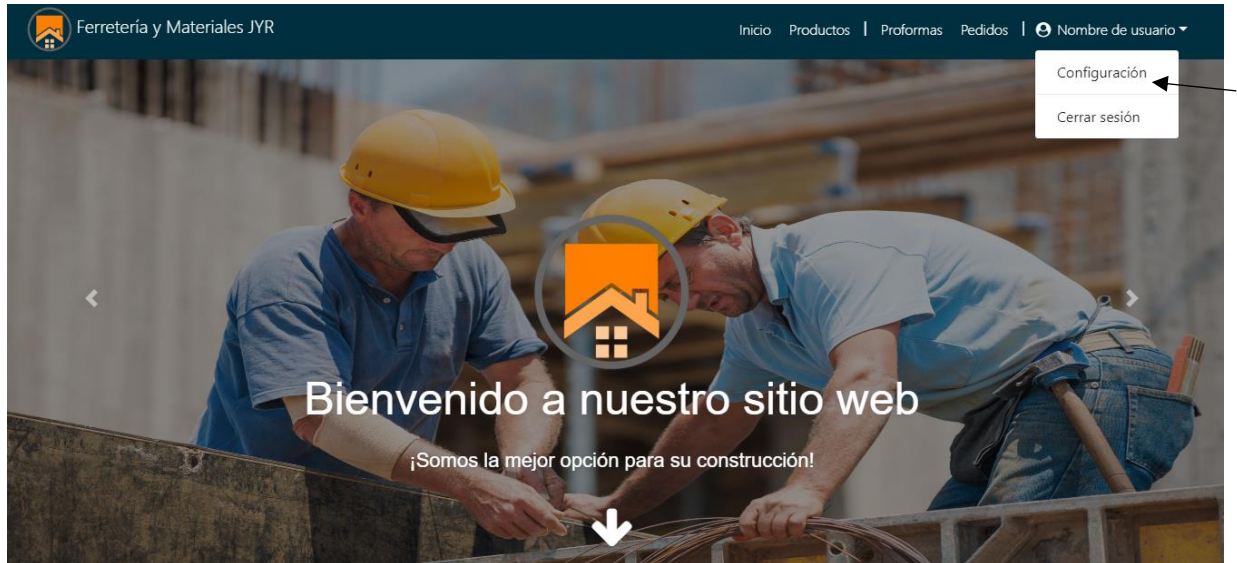 Ferretería y Materiales JYR
Inicio Productos | Proformas Pedidos | Nombre de usuario
Configuración
Cerrar sesión
Bienvenido a nuestro sitio web
¡Somos la mejor opción para su construcción!